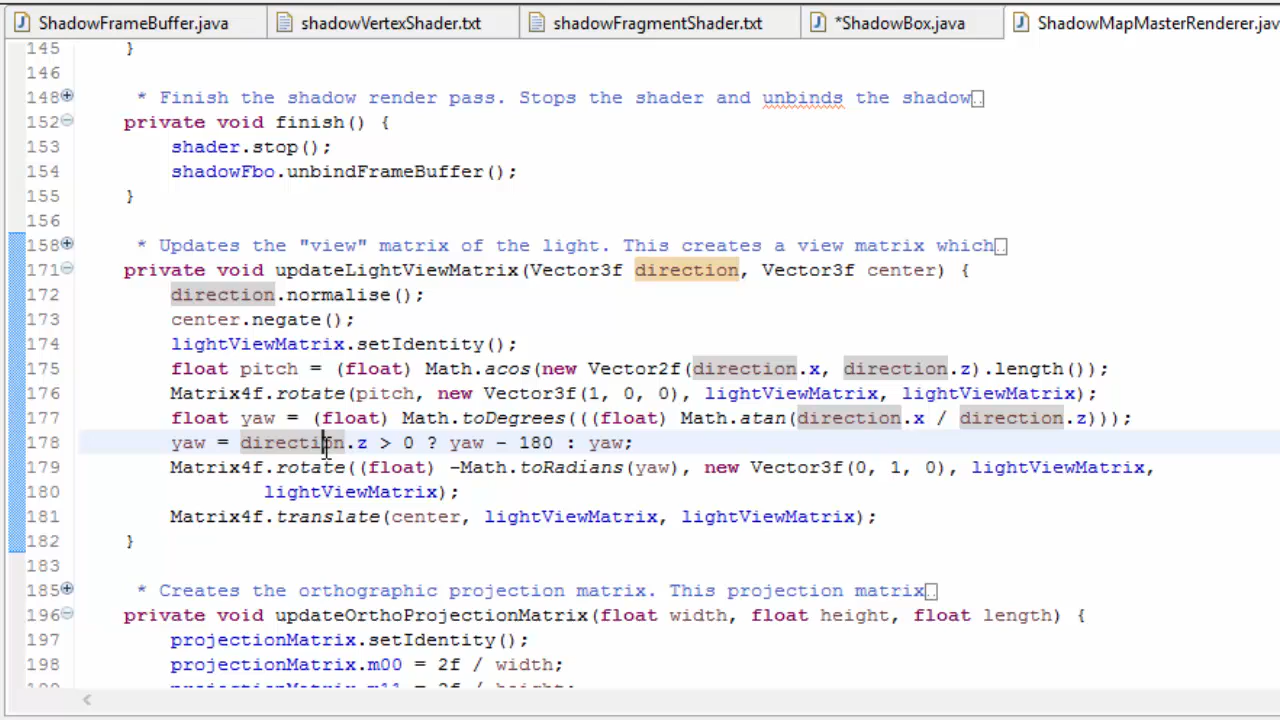 ShadowFrameBuffer.java shadowVertexShader.txt shadowFragmentShader.txt *ShadowBox.java ShadowMapMasterRenderer.jav
145 }
146
148 * Finish the shadow render pass. Stops the shader and unbinds the shadow
152 private void finish() {
153 shader.stop();
154 shadowFbo.unbindFrameBuffer();
155 }
156
158 * Updates the "view" matrix of the light. This creates a view matrix which
171 private void updateLightViewMatrix(Vector3f direction, Vector3f center) {
172 direction.normalise();
173 center.negate();
174 lightViewMatrix.setIdentity();
175 float pitch = (float) Math.acos(new Vector2f(direction.x, direction.z).length());
176 Matrix4f.rotate(pitch, new Vector3f(1, 0, 0), lightViewMatrix, lightViewMatrix);
177 float yaw = (float) Math.toDegrees(((float) Math.atan(direction.x / direction.z)));
178 yaw = direction.z > 0 ? yaw - 180 : yaw;
179 Matrix4f.rotate((float) -Math.toRadians(yaw), new Vector3f(0, 1, 0), lightViewMatrix,
180 lightViewMatrix);
181 Matrix4f.translate(center, lightViewMatrix, lightViewMatrix);
182 }
183
185 * Creates the orthographic projection matrix. This projection matrix
196 private void updateOrthoProjectionMatrix(float width, float height, float length) {
197 projectionMatrix.setIdentity();
198 projectionMatrix.m00 = 2f / width;
199 projectionMatrix.m11 = 2f / height;